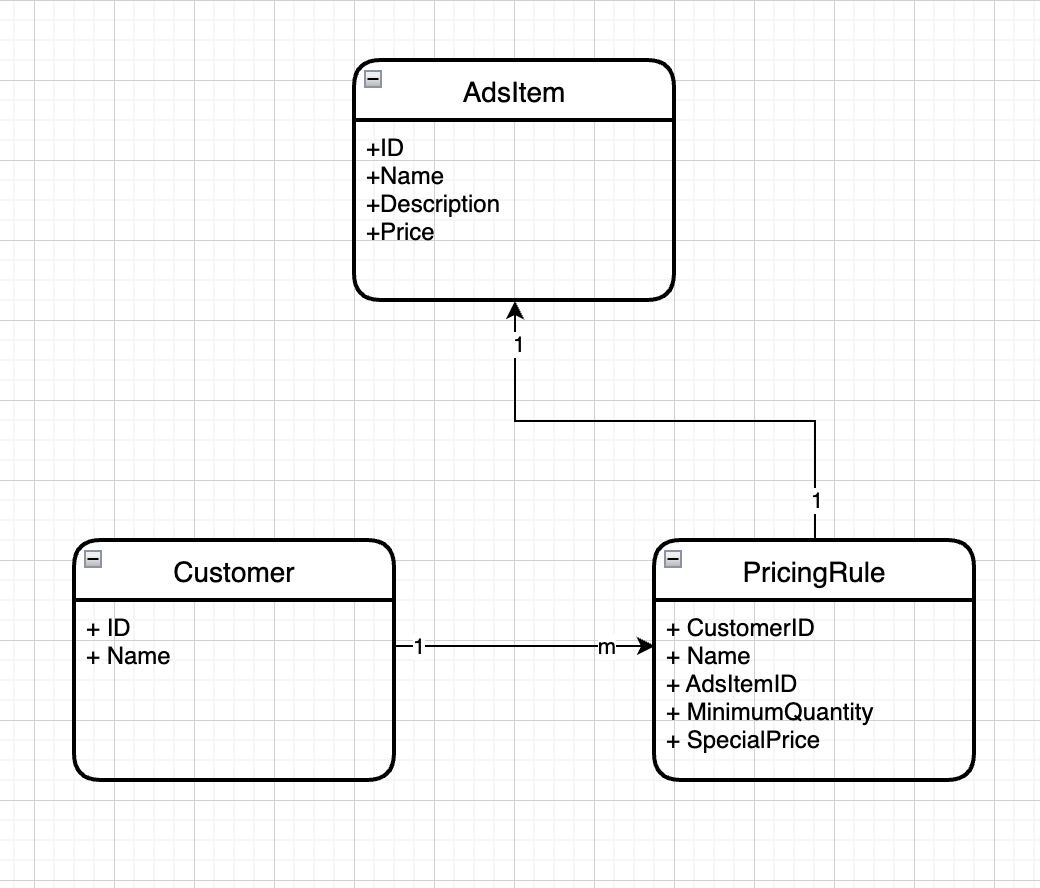 AdsItem
+ID
+Name
+Description
+Price
1
1
Customer
+ ID
+ Name
1
m
PricingRule
+ CustomerID
+ Name
+ AdsItemID
+ MinimumQuantity
+ SpecialPrice